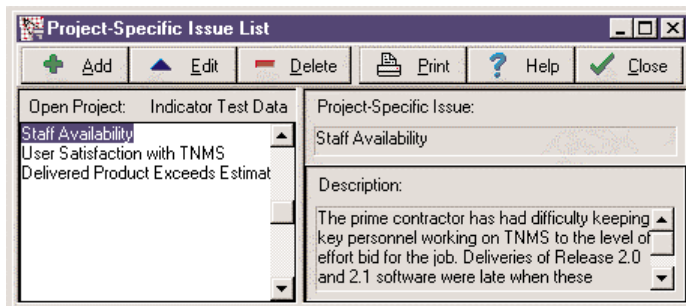 Project-Specific Issue List
Add Edit Delete Print Help Close
Open Project: Indicator Test Data
Staff Availability
User Satisfaction with TNMS
Delivered Product Exceeds Estimat
Project-Specific Issue:
Staff Availability
Description:
The prime contractor has had difficulty keeping
key personnel working on TNMS to the level of
effort bid for the job. Deliveries of Release 2.0
and 2.1 software were late when these